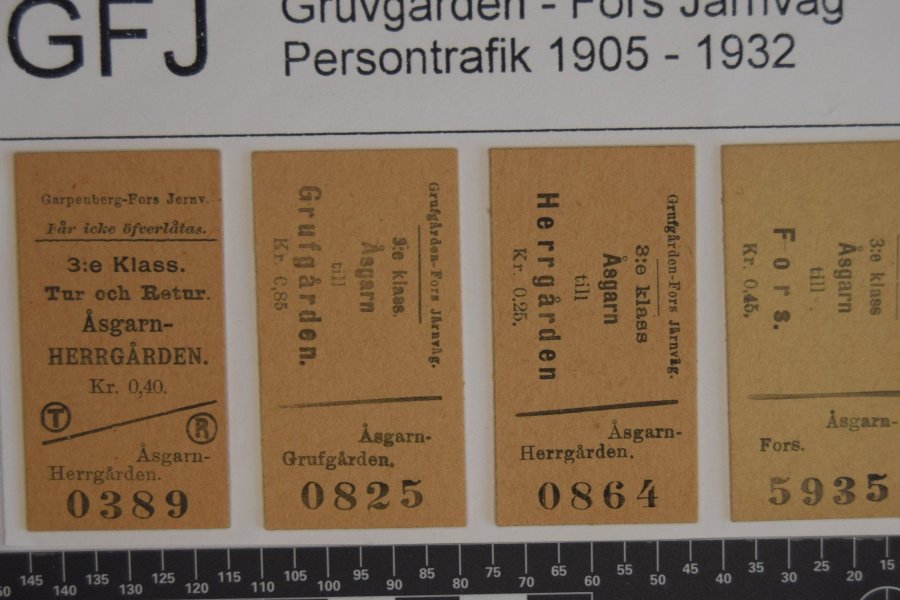 GFJ
Gruvgården - Fors Järnväg
Persontrafik 1905 - 1932
Garpenberg-Fors Jernv.
Får icke öfverlåtas.
3:e Klass.
Tur och Retur.
Åsgarn-
HERRGÅRDEN.
Kr. 0,40.
T
R
Åsgarn-
Herrgården.
0389
Grufgården-Fors Järnväg.
3:e klass.
Åsgarn
till
Grufgården.
Kr. 0,85
Åsgarn-
Grufgården.
0825
Grufgården-Fors Järnväg.
3:e klass
Åsgarn
till
Herrgården
Kr. 0.25.
Åsgarn-
Herrgården.
0864
3:e klass
Åsgarn
till
Fors.
Kr. 0,45.
Åsgarn-
Fors.
5935
145 135 125 115 105 95 85 75 65 55 45 35 25 15
50 140 130 120 110 100 90 80 70 60 50 40 30 20